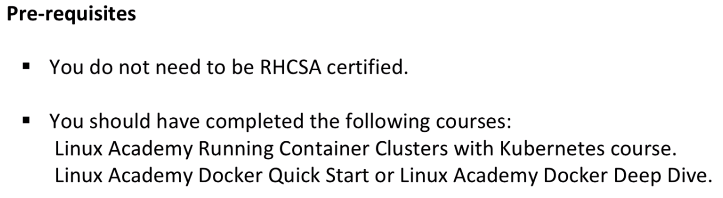 Pre-requisites
▪ You do not need to be RHCSA certified.
▪ You should have completed the following courses:
Linux Academy Running Container Clusters with Kubernetes course.
Linux Academy Docker Quick Start or Linux Academy Docker Deep Dive.